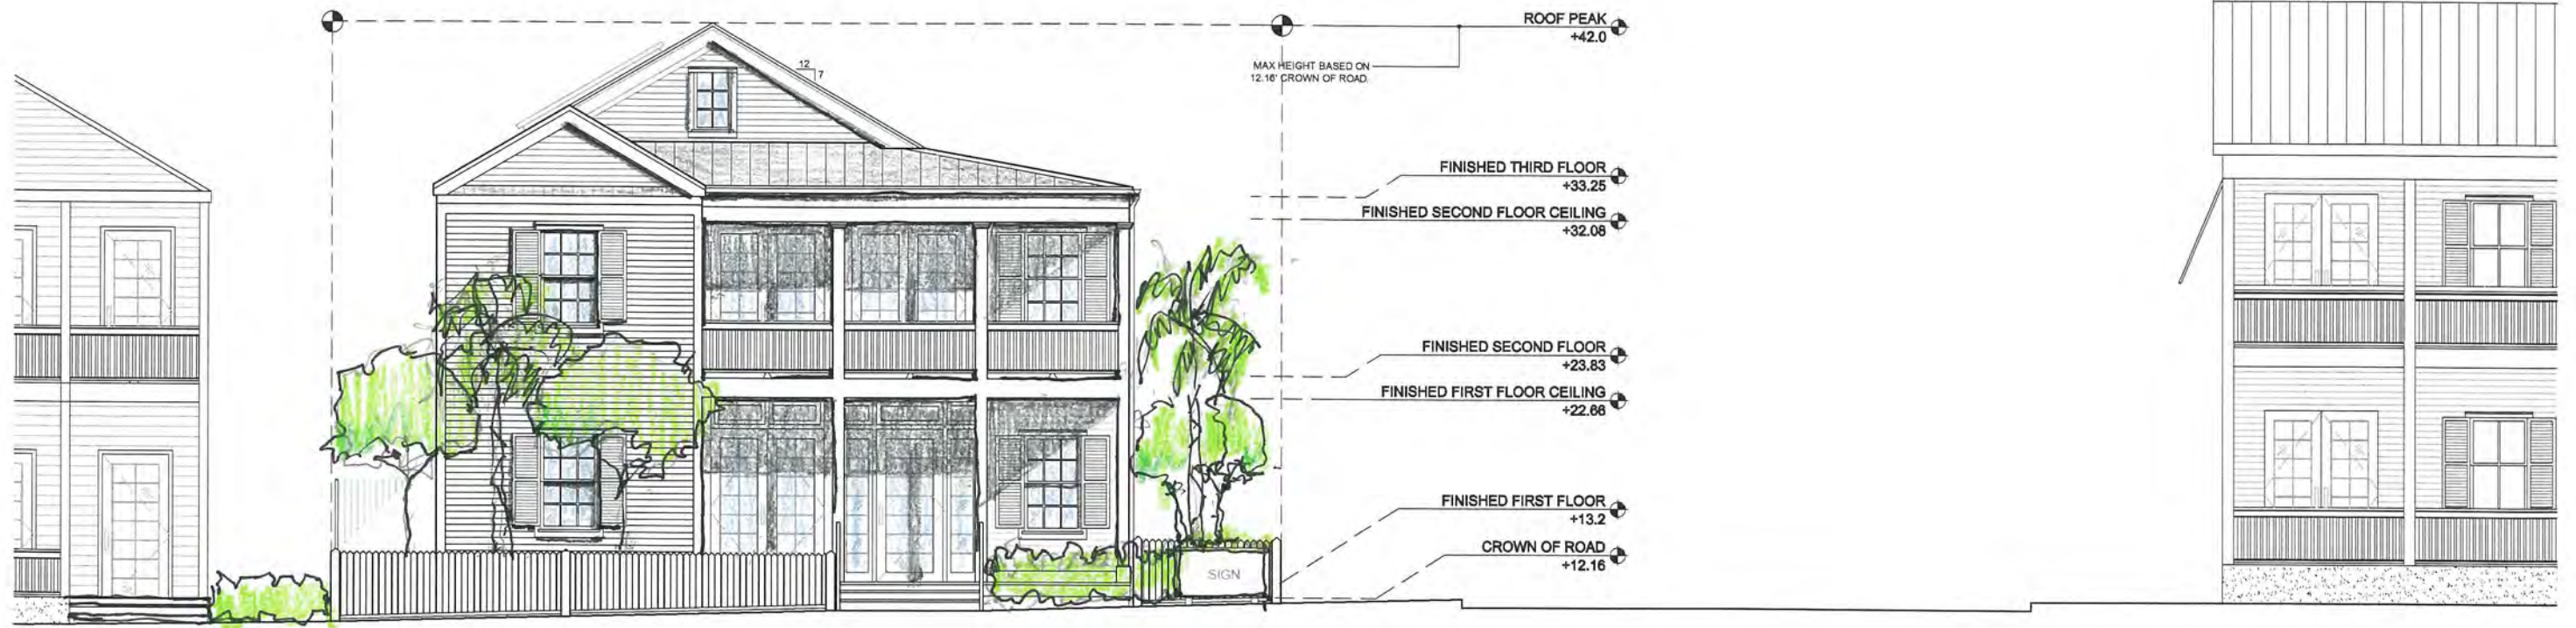 ROOF PEAK
+42.0
MAX HEIGHT BASED ON
12.16' CROWN OF ROAD.
12
7
FINISHED THIRD FLOOR
+33.25
FINISHED SECOND FLOOR CEILING
+32.08
FINISHED SECOND FLOOR
+23.83
FINISHED FIRST FLOOR CEILING
+22.66
FINISHED FIRST FLOOR
+13.2
CROWN OF ROAD
+12.16
SIGN